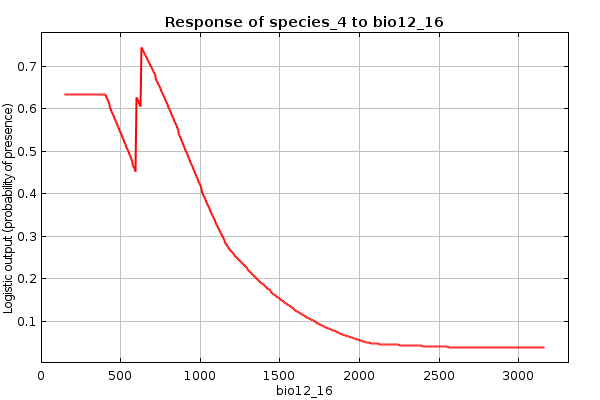 Response of species_4 to bio12_16
Logistic output (probability of presence)
0.7
0.6
0.5
0.4
0.3
0.2
0.1
0 500 1000 1500 2000 2500 3000
bio12_16